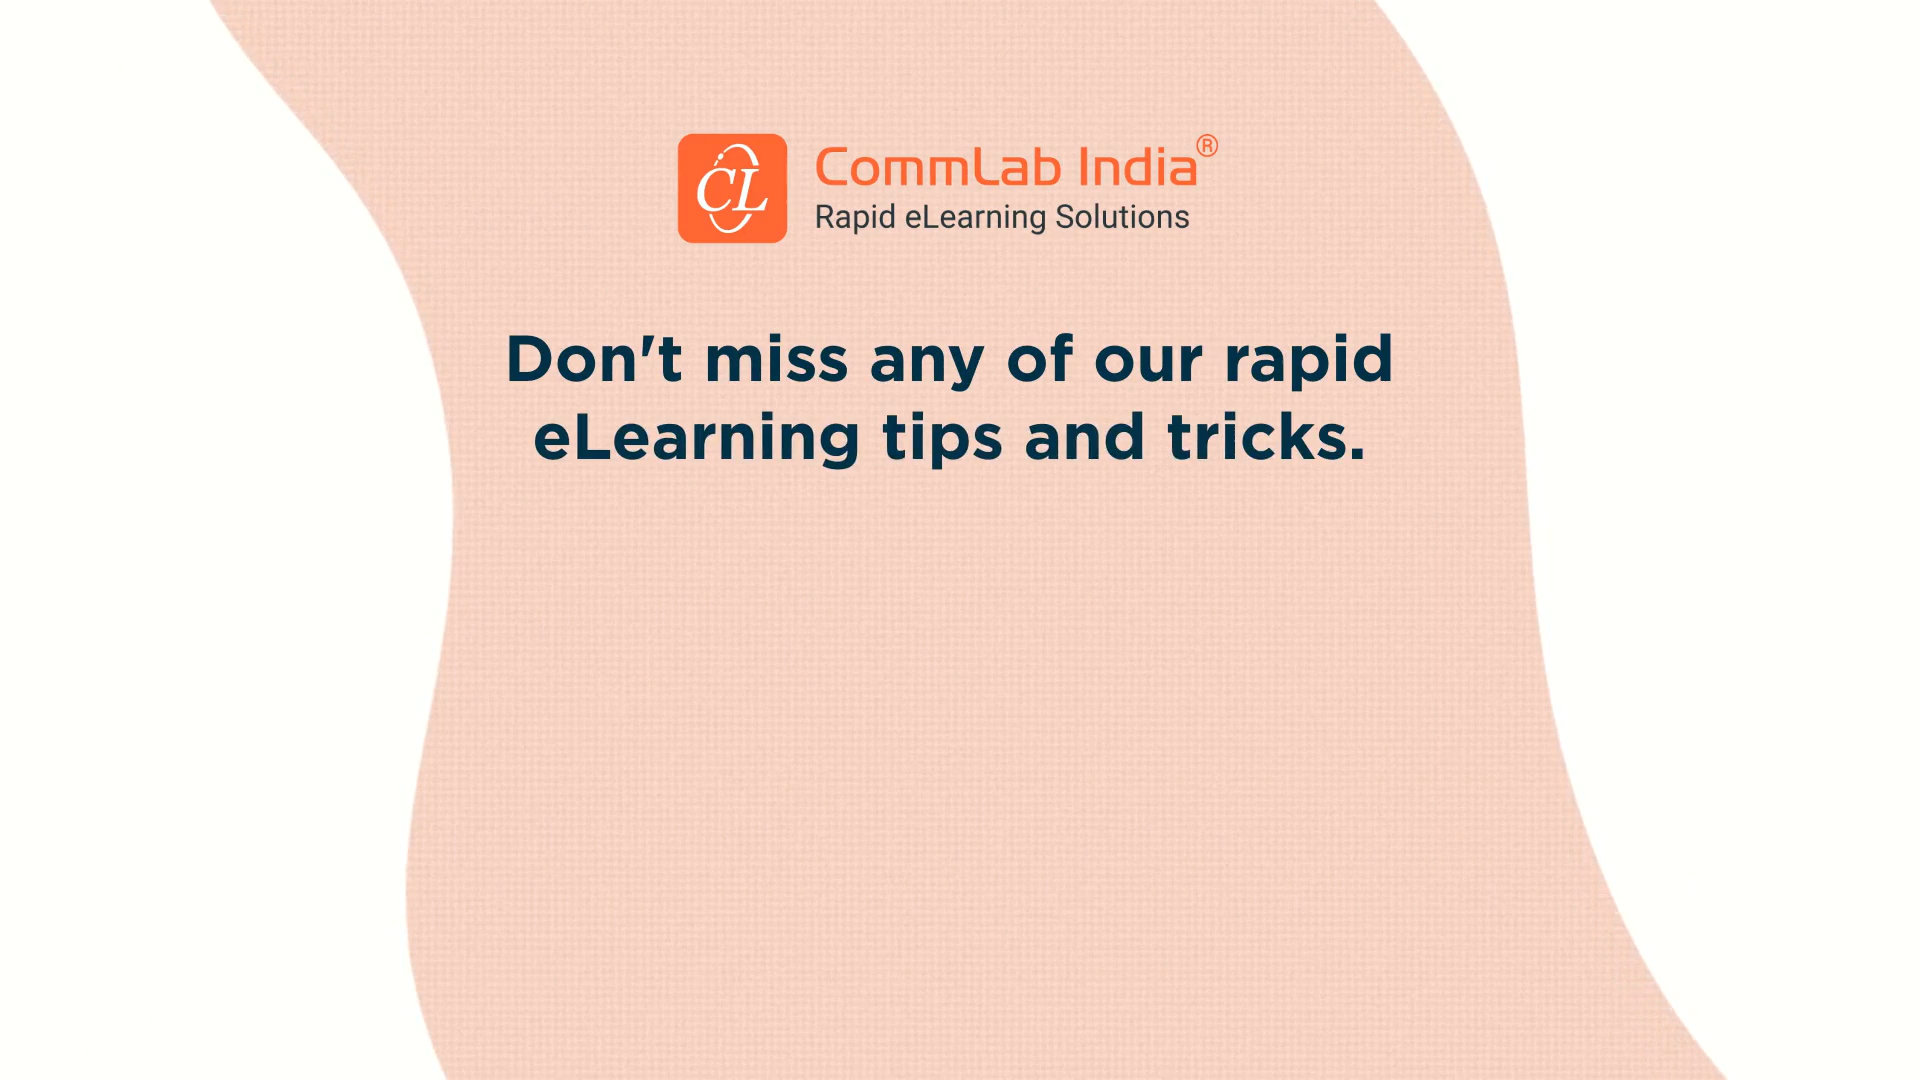 CL
CommLab India®
Rapid eLearning Solutions
Don't miss any of our rapid
eLearning tips and tricks.